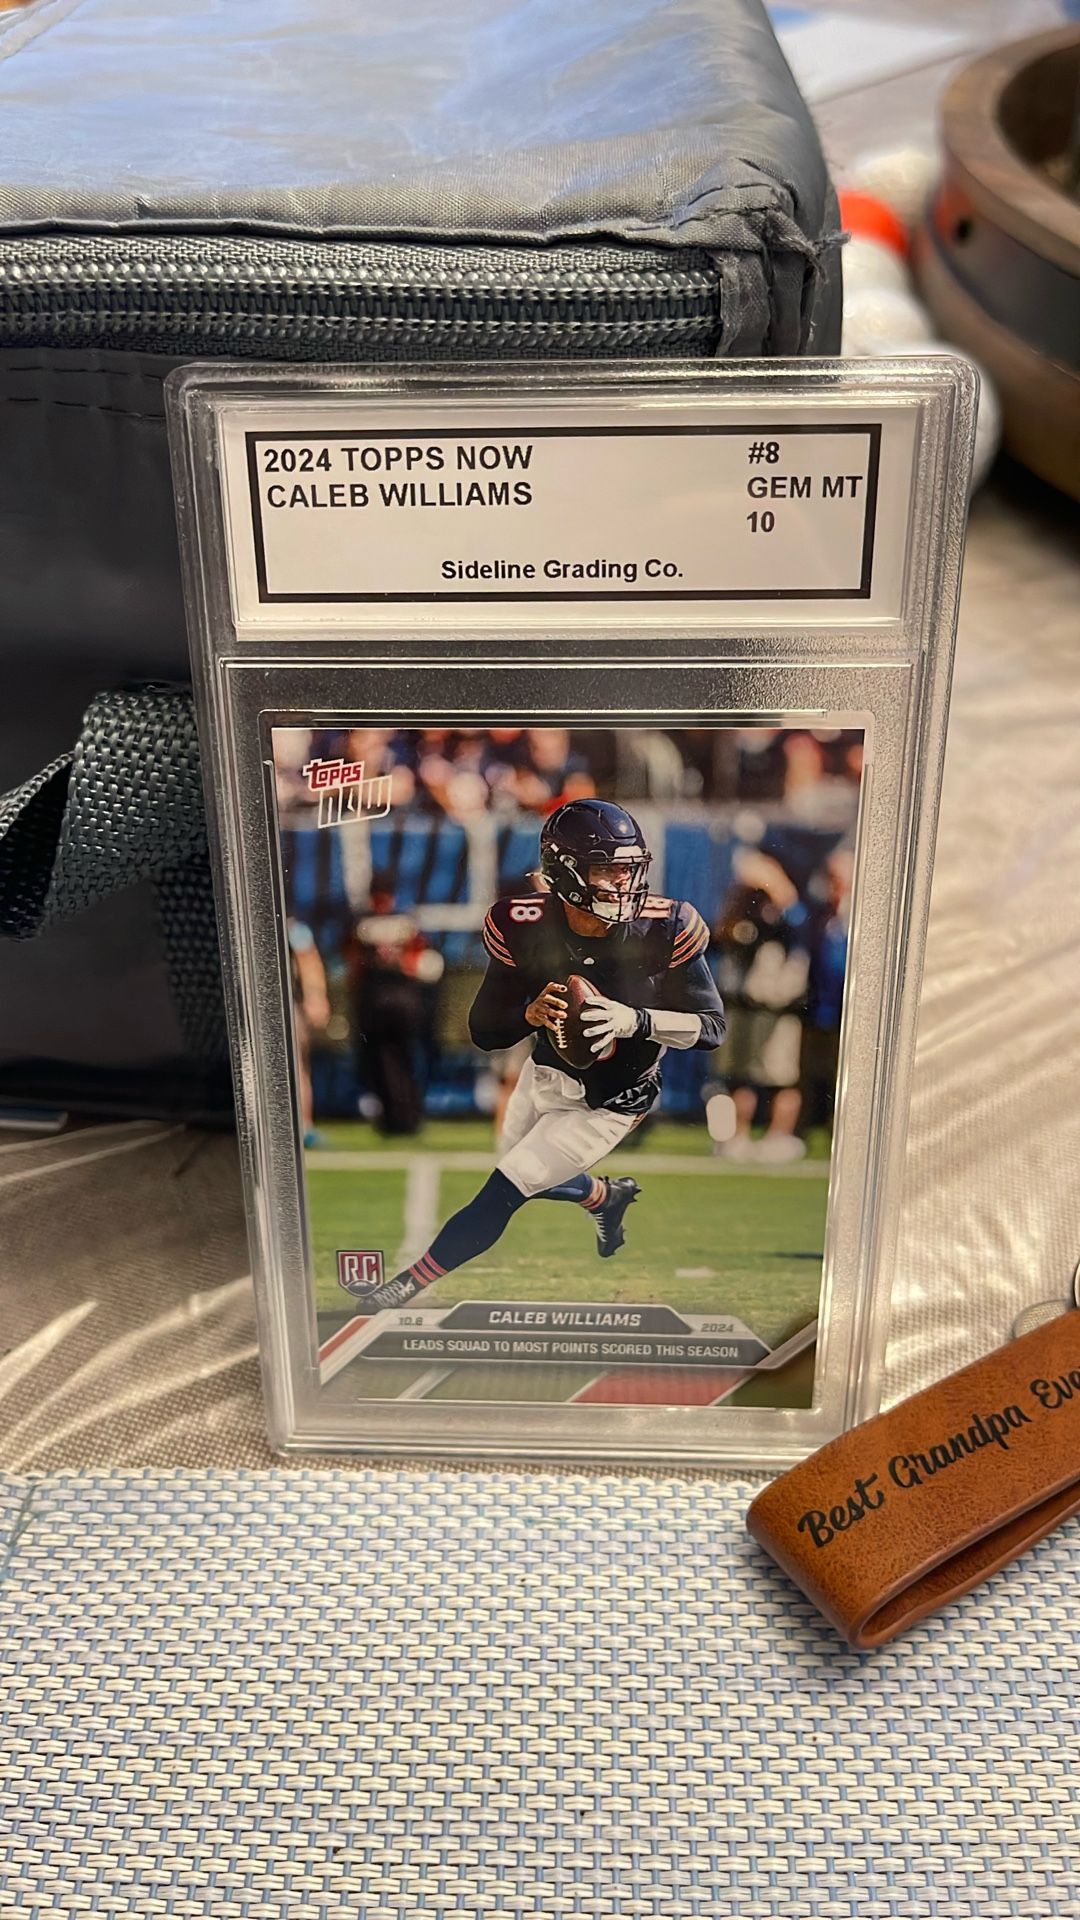 2024 TOPPS NOW #8
CALEB WILLIAMS GEM MT
10
Sideline Grading Co.
Topps
NOW
18 18
RC
CALEB WILLIAMS
10.6 2024
LEADS SQUAD TO MOST POINTS SCORED THIS SEASON
Best Grandpa